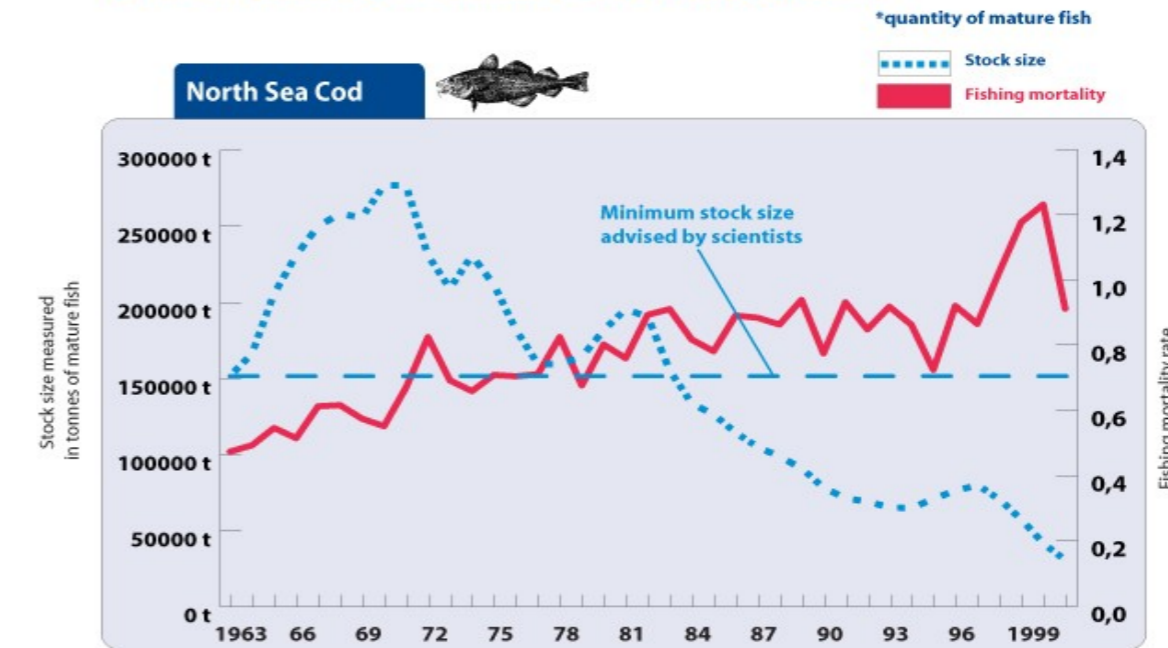 *quantity of mature fish
Stock size
Fishing mortality
North Sea Cod
300000 t
250000 t
200000 t
150000 t
100000 t
50000 t
0 t
Stock size measured
in tonnes of mature fish
Minimum stock size
advised by scientists
1,4
1,2
1,0
0,8
0,6
0,4
0,2
0,0
Fishing mortality rate
1963 66 69 72 75 78 81 84 87 90 93 96 1999